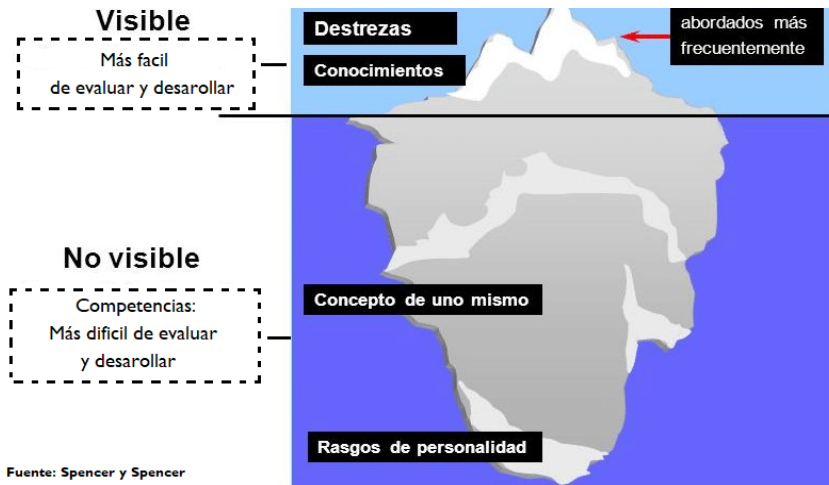 Visible
Más facil
de evaluar y desarollar
Destrezas
Conocimientos
abordados más
frecuentemente
No visible
Competencias:
Más dificil de evaluar
y desarollar
Concepto de uno mismo
Rasgos de personalidad
Fuente: Spencer y Spencer